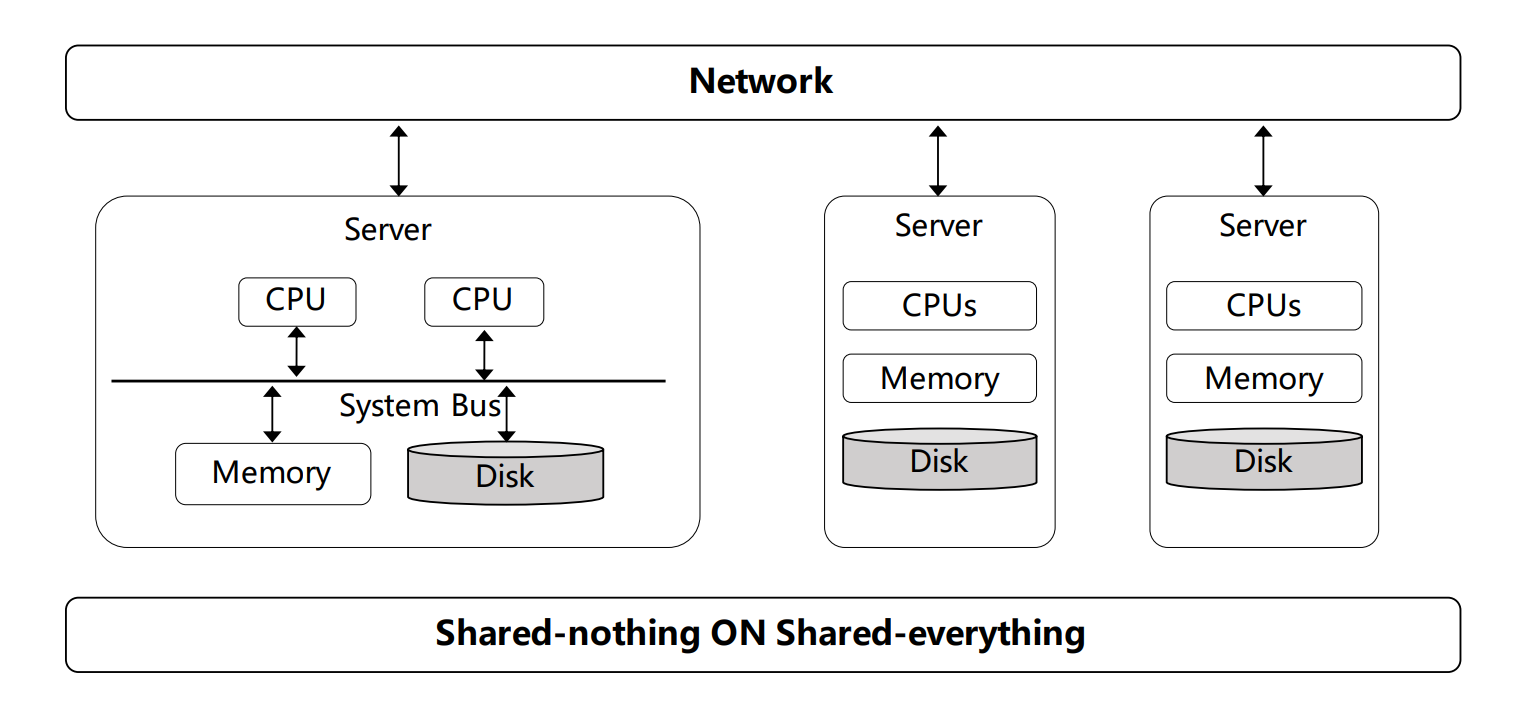 Network
Server
CPU
CPU
System Bus
Memory
Disk
Server
CPUs
Memory
Disk
Server
CPUs
Memory
Disk
Shared-nothing ON Shared-everything